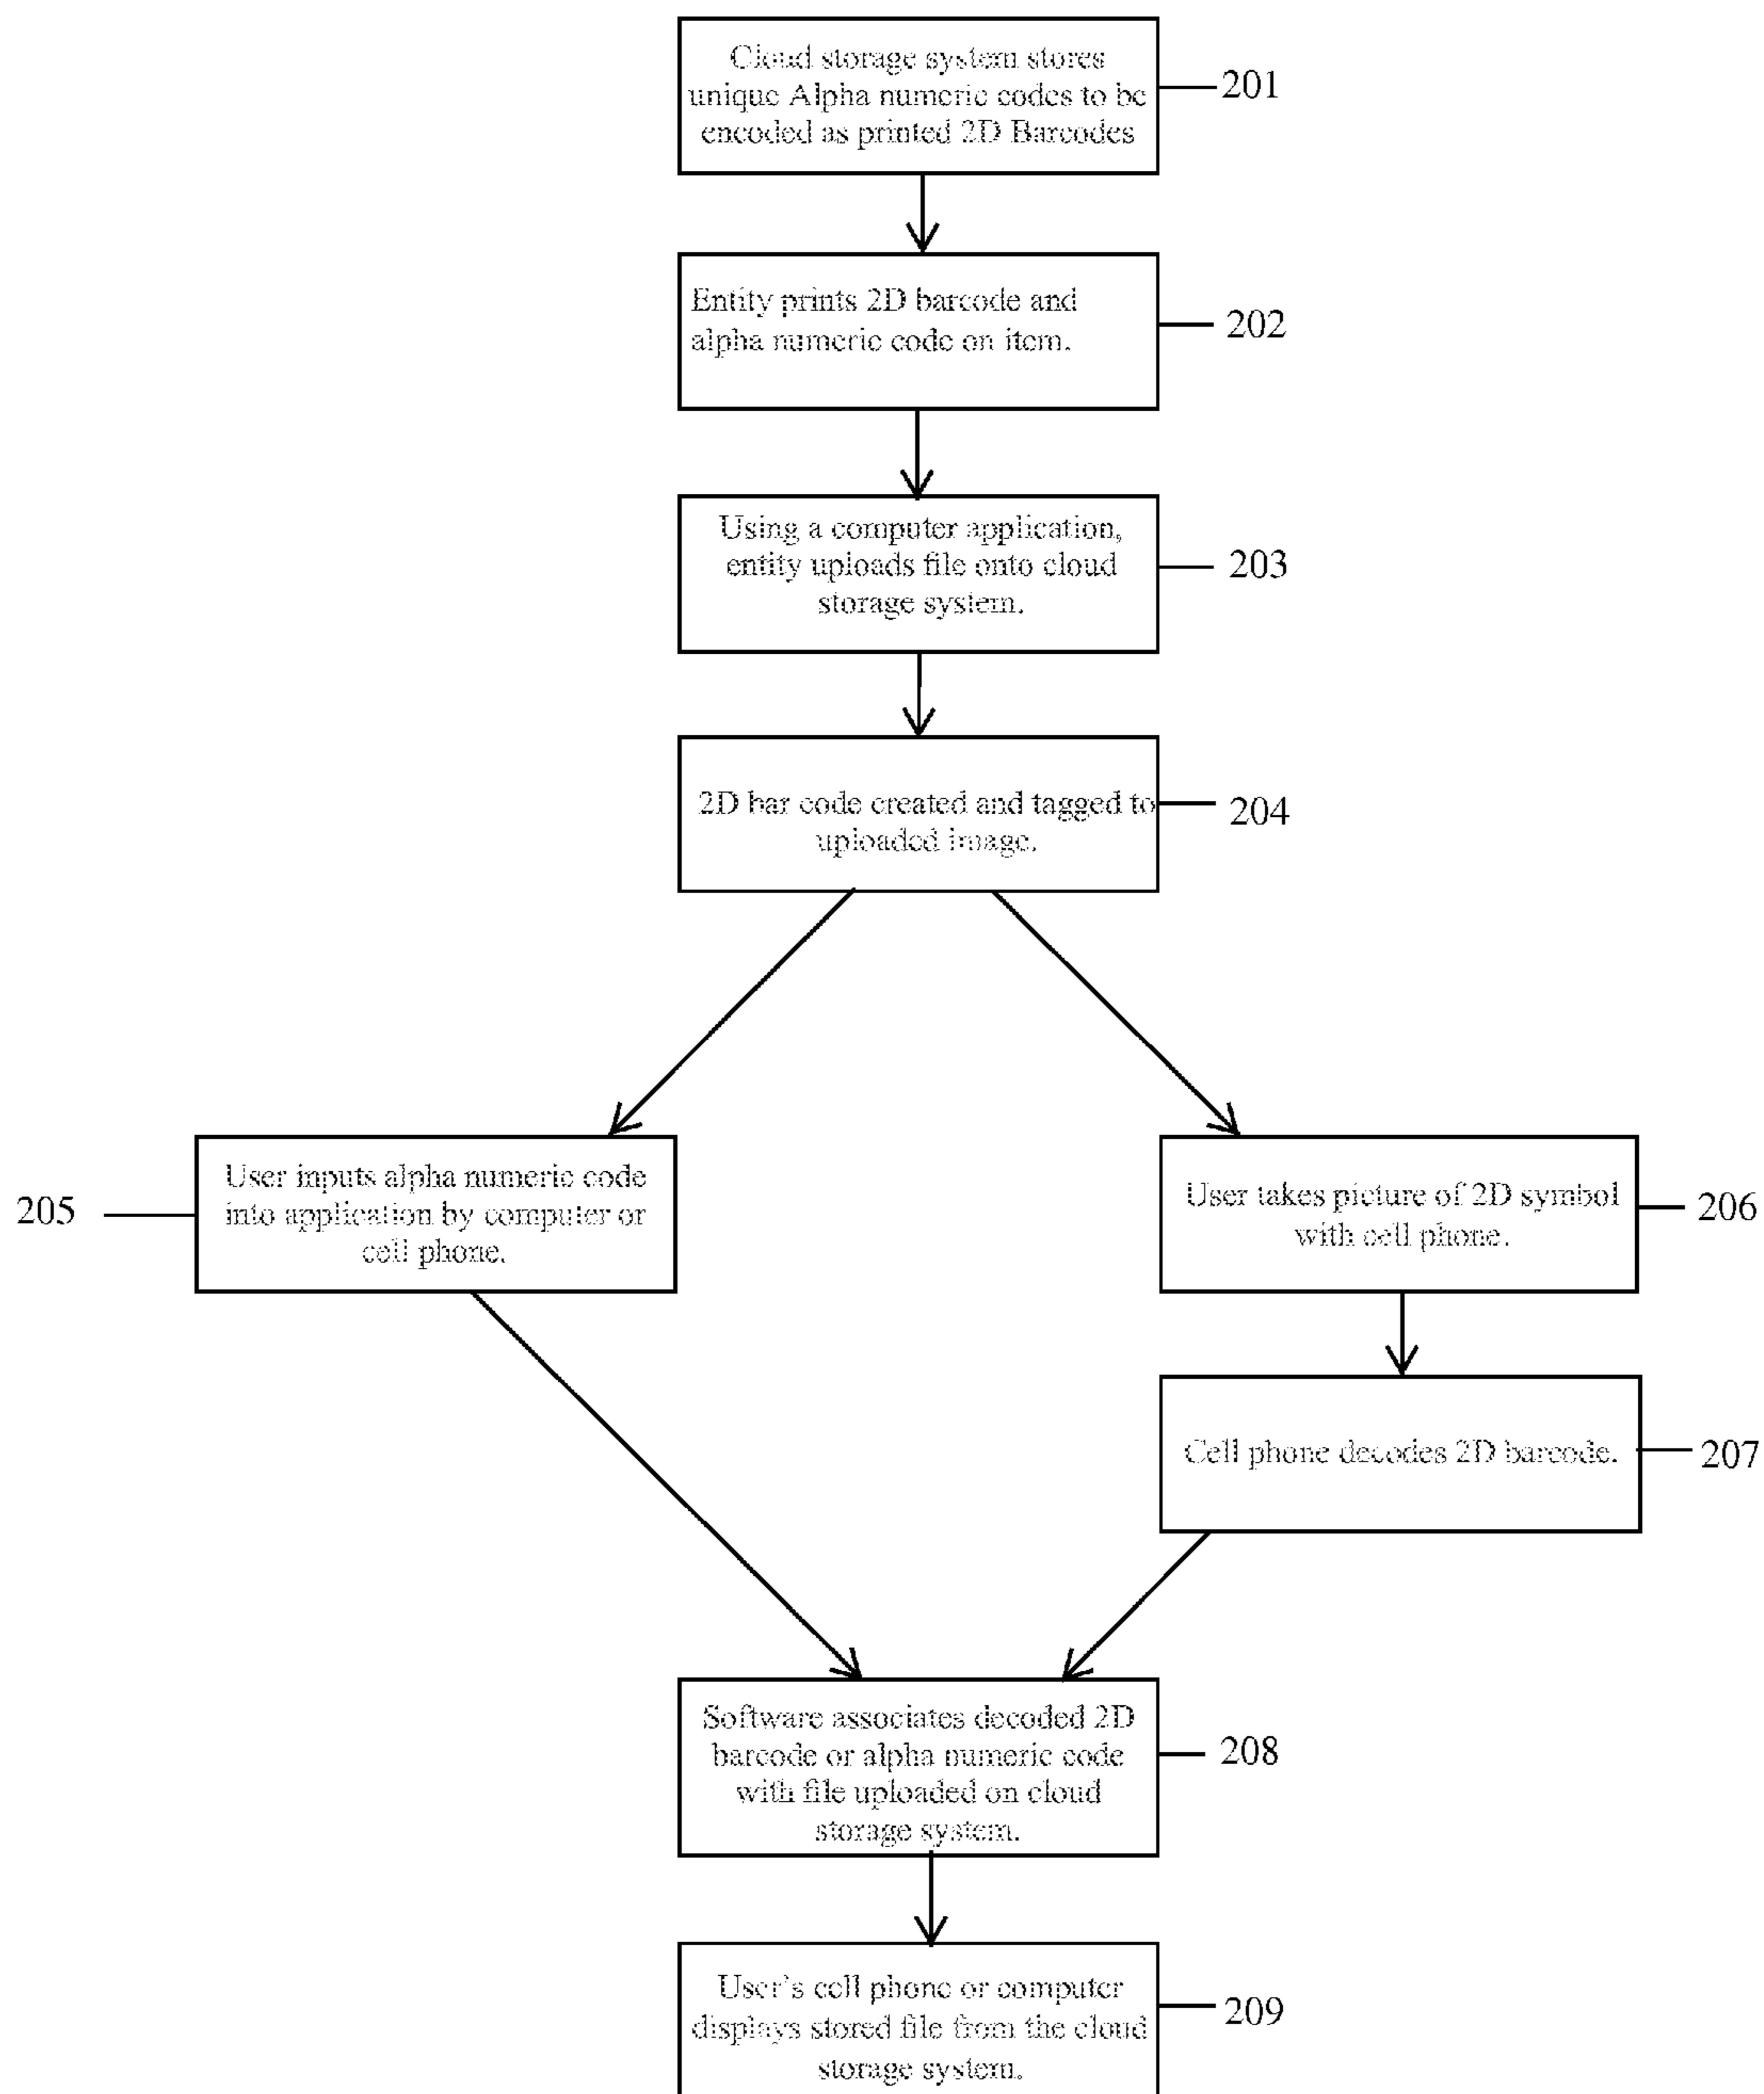 Cloud storage system stores
unique Alpha numeric codes to be
encoded as printed 2D Barcodes
201
Entity prints 2D barcode and
alpha numeric code on item.
202
Using a computer application,
entity uploads file onto cloud
storage system.
203
2D bar code created and tagged to
uploaded image.
204
User inputs alpha numeric code
into application by computer or
cell phone.
205
User takes picture of 2D symbol
with cell phone.
206
Cell phone decodes 2D barcode.
207
Software associates decoded 2D
barcode or alpha numeric code
with file uploaded on cloud
storage system.
208
User's cell phone or computer
displays stored file from the cloud
storage system.
209